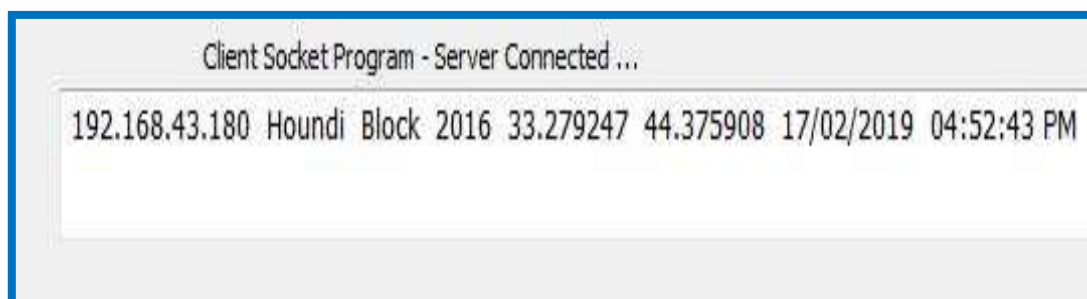 Client Socket Program - Server Connected ...
192.168.43.180 Houndi Block 2016 33.279247 44.375908 17/02/2019 04:52:43 PM